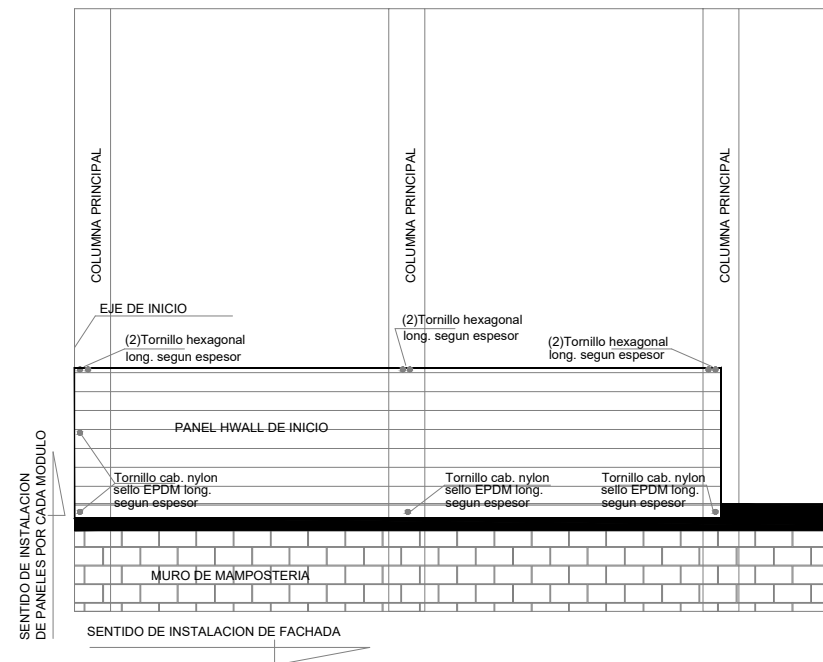 COLUMNA PRINCIPAL
COLUMNA PRINCIPAL
COLUMNA PRINCIPAL
EJE DE INICIO
(2)Tornillo hexagonal
long. segun espesor
(2)Tornillo hexagonal
long. segun espesor
(2)Tornillo hexagonal
long. segun espesor
PANEL HWALL DE INICIO
Tornillo cab. nylon
sello EPDM long.
segun espesor
Tornillo cab. nylon
sello EPDM long.
segun espesor
Tornillo cab. nylon
sello EPDM long.
segun espesor
SENTIDO DE INSTALACION
DE PANELES POR CADA MODULO
MURO DE MAMPOSTERIA
SENTIDO DE INSTALACION DE FACHADA